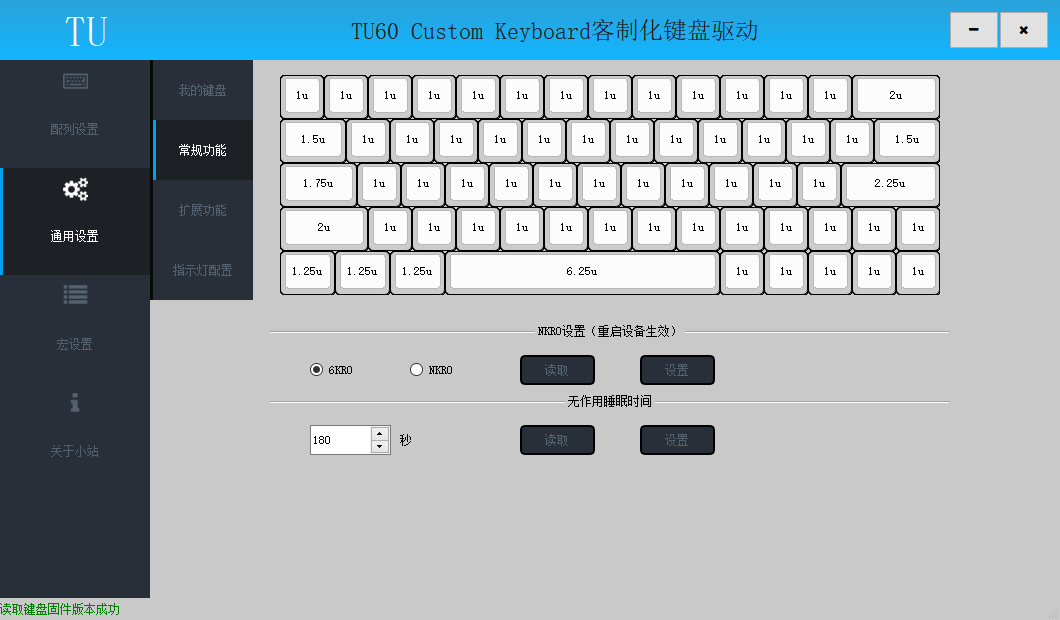 TU
TU60 Custom Keyboard客制化键盘驱动
配列设置
通用设置
宏设置
关于小站
我的键盘
常规功能
扩展功能
指示灯配置
1u 1u 1u 1u 1u 1u 1u 1u 1u 1u 1u 1u 1u 2u
1.5u 1u 1u 1u 1u 1u 1u 1u 1u 1u 1u 1u 1u 1.5u
1.75u 1u 1u 1u 1u 1u 1u 1u 1u 1u 1u 1u 2.25u
2u 1u 1u 1u 1u 1u 1u 1u 1u 1u 1u 1u 1u 1u
1.25u 1.25u 1.25u 6.25u 1u 1u 1u 1u 1u
NKRO设置（重启设备生效）
6KRO NKRO 读取 设置
无作用睡眠时间
180 秒 读取 设置
读取键盘固件版本成功